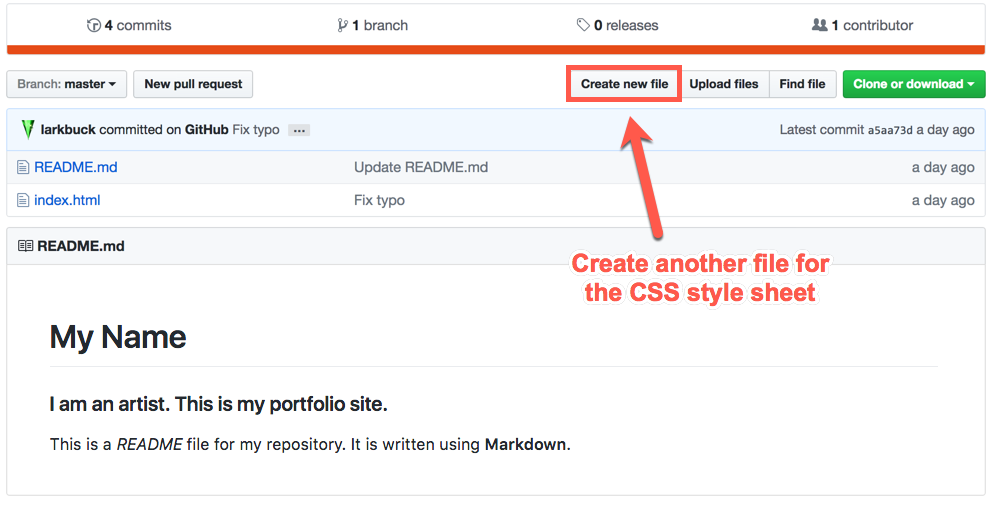 4 commits 1 branch 0 releases 1 contributor
Branch: master New pull request Create new file Upload files Find file Clone or download
larkbuck committed on GitHub Fix typo ... Latest commit a5aa73d a day ago
README.md Update README.md a day ago
index.html Fix typo a day ago
README.md
Create another file for
the CSS style sheet
My Name
I am an artist. This is my portfolio site.
This is a README file for my repository. It is written using Markdown.